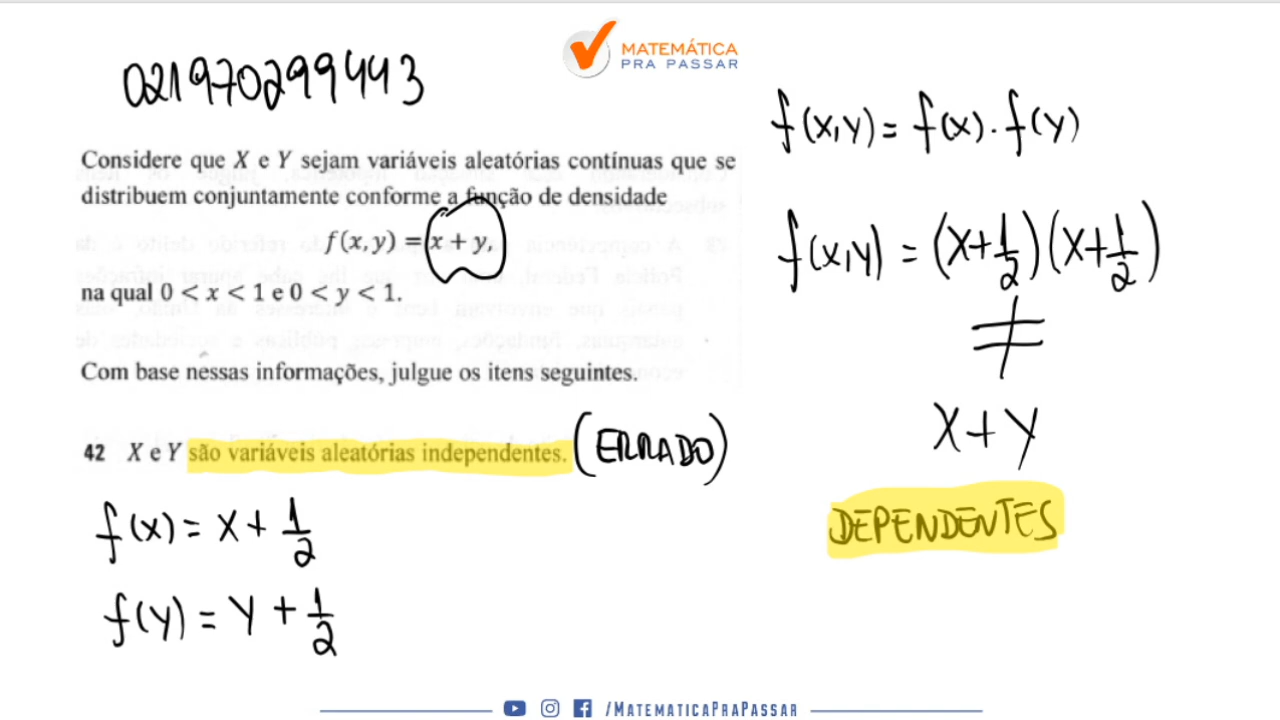 MATEMÁTICA
PRA PASSAR
021970299443
Considere que X e Y sejam variáveis aleatórias contínuas que se
distribuem conjuntamente conforme a função de densidade
f(x, y) = x + y,
na qual 0 < x < 1 e 0 < y < 1.
Com base nessas informações, julgue os itens seguintes.
42 X e Y são variáveis aleatórias independentes. (ERRADO)
f(x) = x + 1/2
f(y) = y + 1/2
f(x,y) = f(x) . f(y)
f(x,y) = (x + 1/2)(x + 1/2)
≠
x + y
DEPENDENTES
/MATEMATICAPRAPASSAR